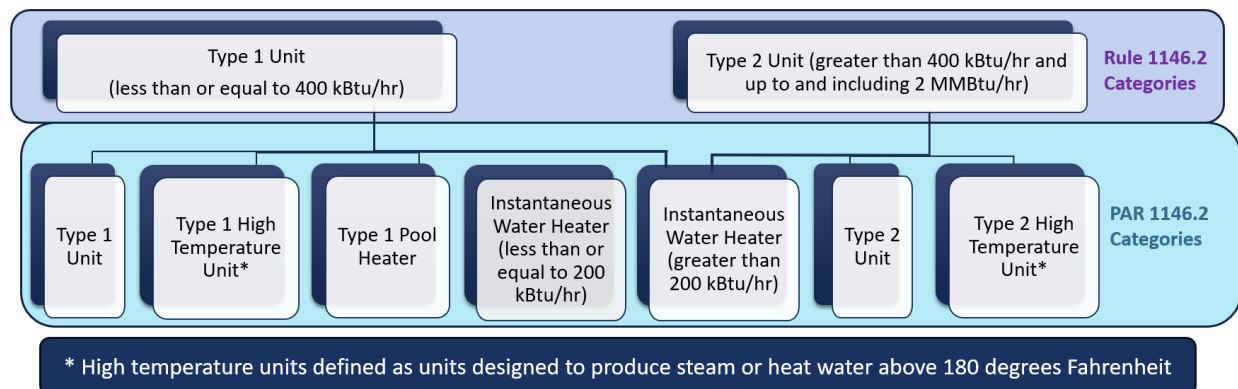 Type 1 Unit
(less than or equal to 400 kBtu/hr)
Type 2 Unit (greater than 400 kBtu/hr and
up to and including 2 MMBtu/hr)
Rule 1146.2
Categories
Type 1
Unit
Type 1 High
Temperature
Unit*
Type 1 Pool
Heater
Instantaneous
Water Heater
(less than or
equal to 200
kBtu/hr)
Instantaneous
Water Heater
(greater than
200 kBtu/hr)
Type 2
Unit
Type 2 High
Temperature
Unit*
PAR 1146.2
Categories
* High temperature units defined as units designed to produce steam or heat water above 180 degrees Fahrenheit